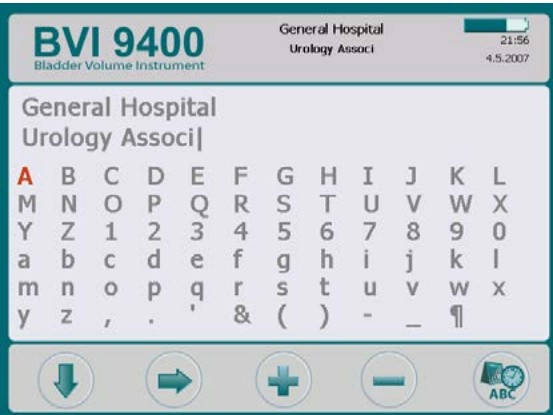 BVI 9400
Bladder Volume Instrument
General Hospital
Urology Associ
21:56
4.5.2007
General Hospital
Urology Associ|
A B C D E F G H I J K L
M N O P Q R S T U V W X
Y Z 1 2 3 4 5 6 7 8 9 0
a b c d e f g h i j k l
m n o p q r s t u v w x
y z , . ' & ( ) - _ ¶
ABC